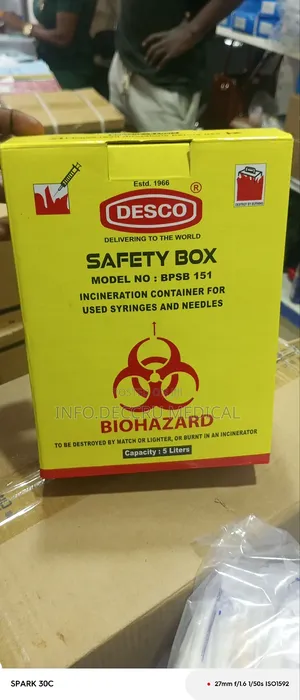 Estd. 1966
DESCO®
DELIVERING TO THE WORLD
SAFETY BOX
MODEL NO : BPSB 151
INCINERATION CONTAINER FOR
USED SYRINGES AND NEEDLES
INFO.DECCRU MEDICAL
BIOHAZARD
TO BE DESTROYED BY MATCH OR LIGHTER, OR BURNT IN AN INCINERATOR
Capacity : 5 Liters
SPARK 30C
27mm f/1.6 1/50s ISO1592